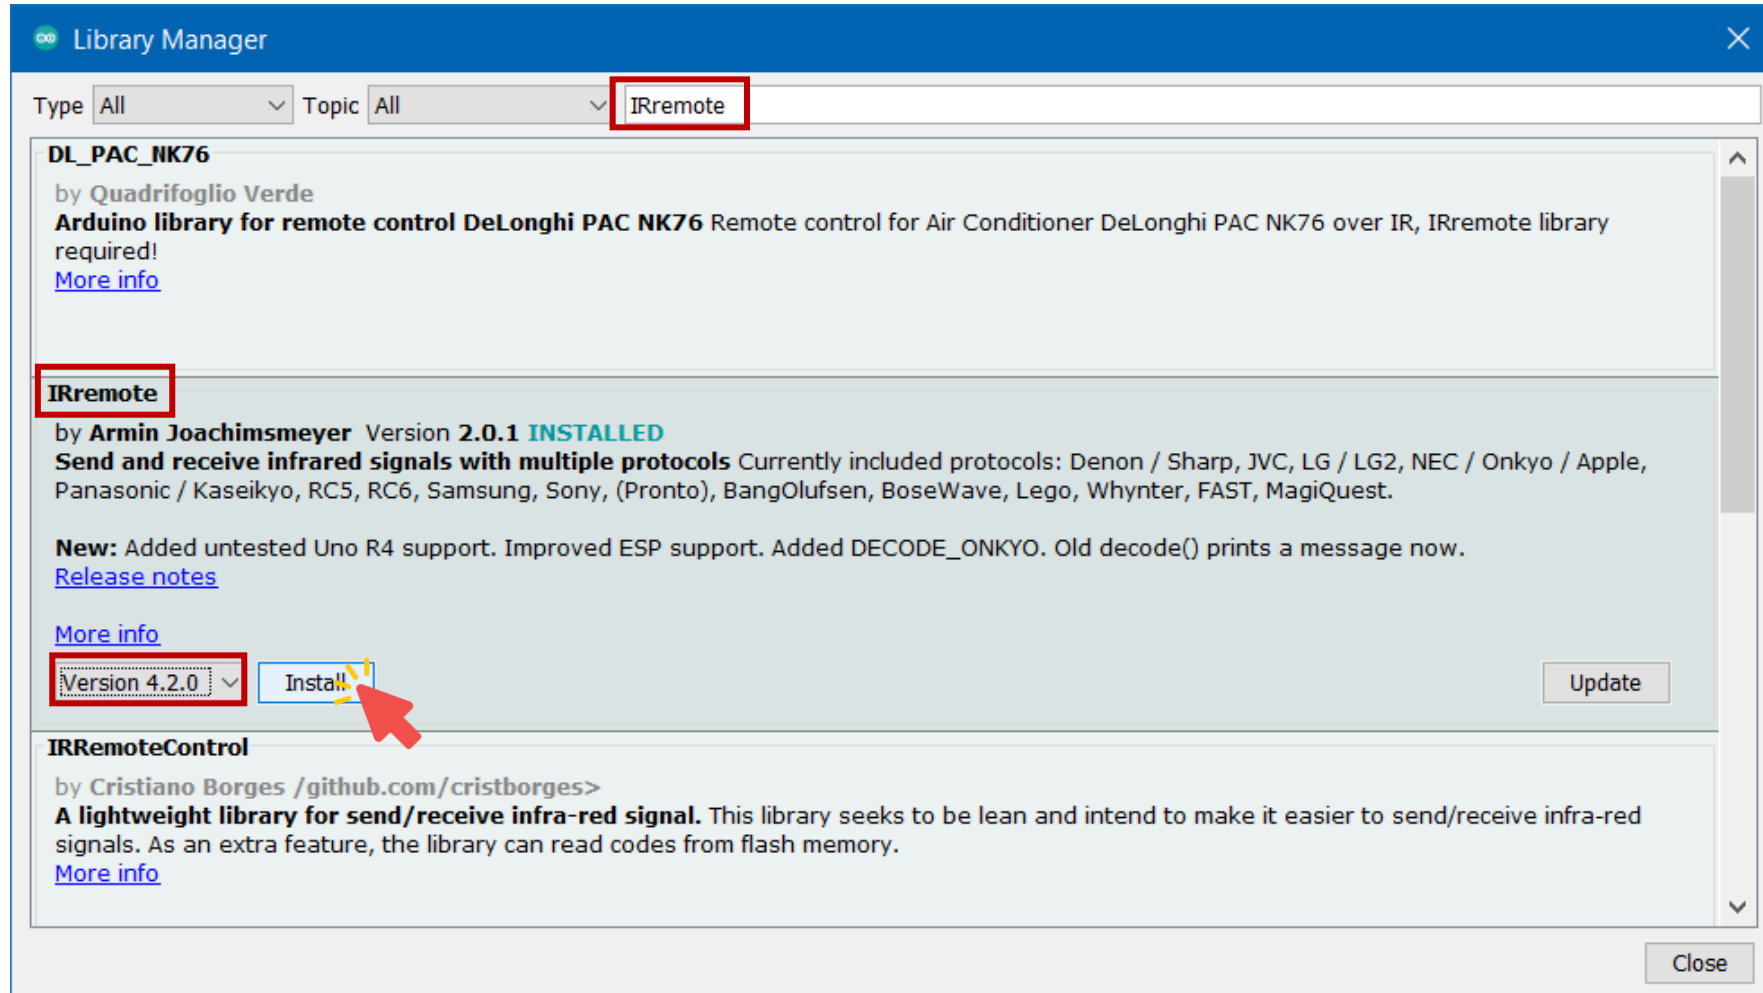 Library Manager
Type All Topic All IRremote
DL_PAC_NK76
by Quadrifoglio Verde
Arduino library for remote control DeLonghi PAC NK76 Remote control for Air Conditioner DeLonghi PAC NK76 over IR, IRremote library
required!
More info
IRremote
by Armin Joachimsmeyer Version 2.0.1 INSTALLED
Send and receive infrared signals with multiple protocols Currently included protocols: Denon / Sharp, JVC, LG / LG2, NEC / Onkyo / Apple,
Panasonic / Kaseikyo, RC5, RC6, Samsung, Sony, (Pronto), BangOlufsen, BoseWave, Lego, Whynter, FAST, MagiQuest.
New: Added untested Uno R4 support. Improved ESP support. Added DECODE_ONKYO. Old decode() prints a message now.
Release notes
More info
Version 4.2.0 Install Update
IRRemoteControl
by Cristiano Borges /github.com/cristborges>
A lightweight library for send/receive infra-red signal. This library seeks to be lean and intend to make it easier to send/receive infra-red
signals. As an extra feature, the library can read codes from flash memory.
More info
Close